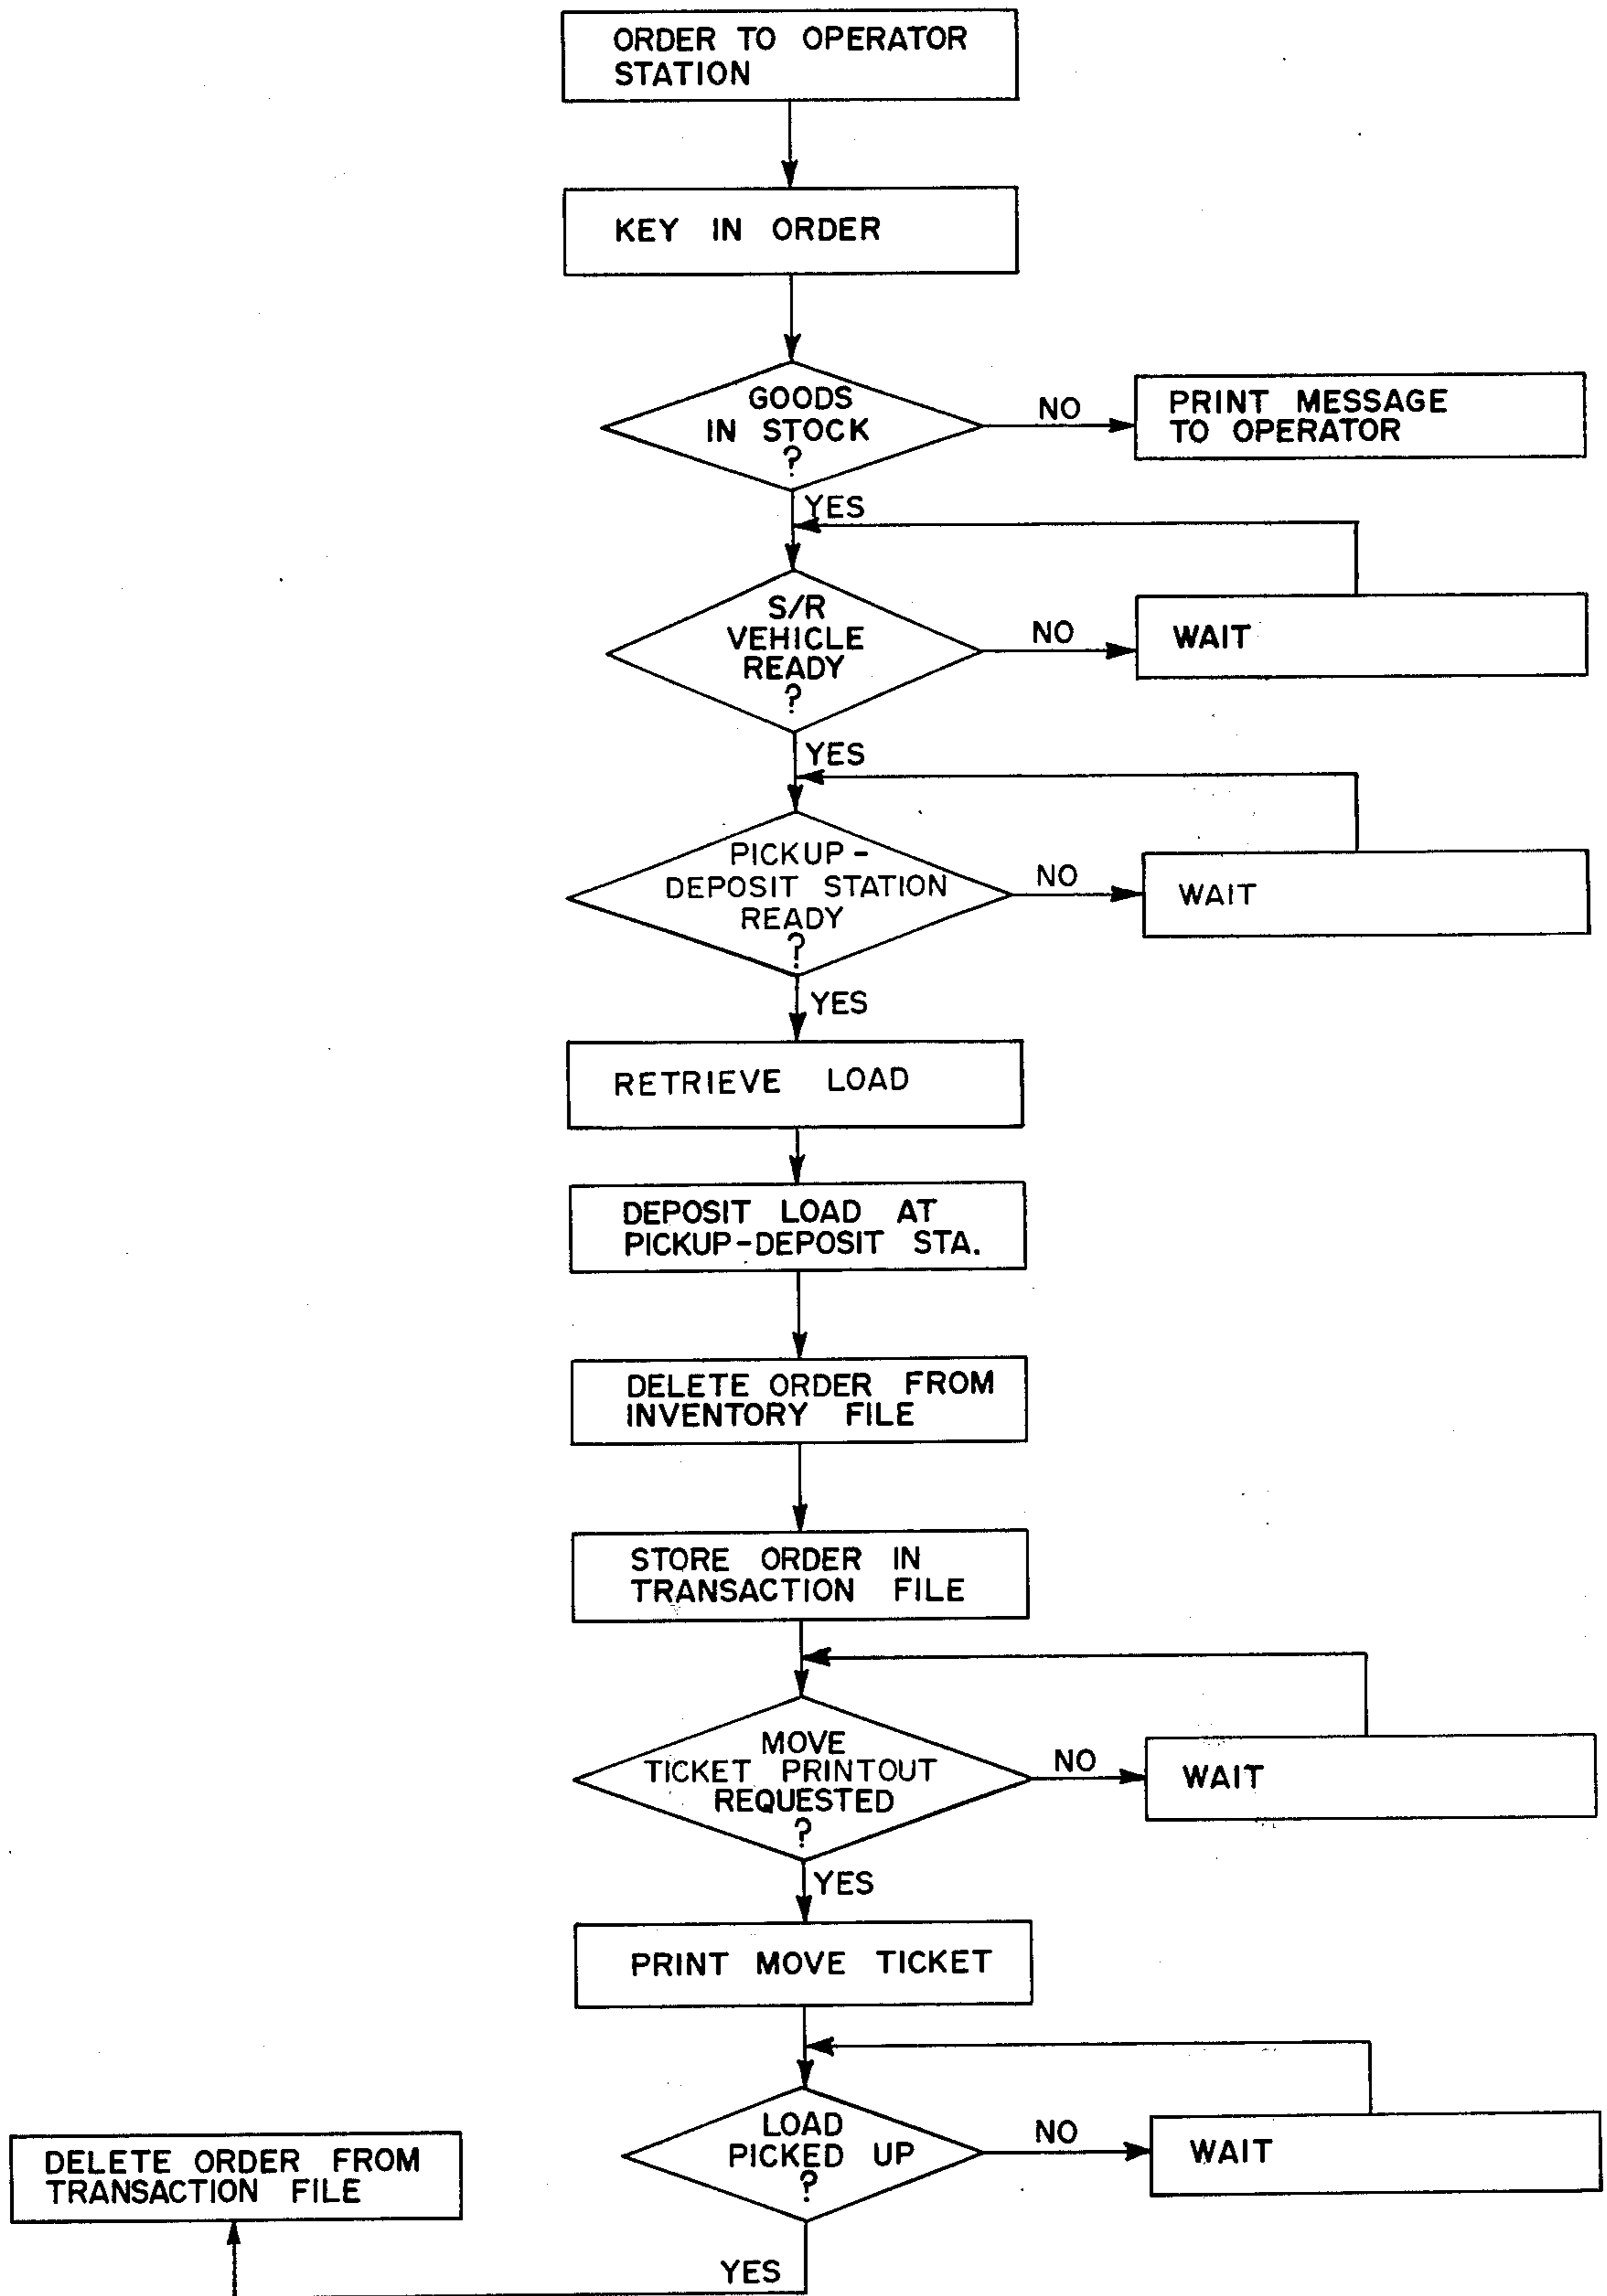 ORDER TO OPERATOR
STATION
KEY IN ORDER
GOODS
IN STOCK
?
NO
PRINT MESSAGE
TO OPERATOR
YES
S/R
VEHICLE
READY
?
NO
WAIT
YES
PICKUP-
DEPOSIT STATION
READY
?
NO
WAIT
YES
RETRIEVE LOAD
DEPOSIT LOAD AT
PICKUP-DEPOSIT STA.
DELETE ORDER FROM
INVENTORY FILE
STORE ORDER IN
TRANSACTION FILE
MOVE
TICKET PRINTOUT
REQUESTED
?
NO
WAIT
YES
PRINT MOVE TICKET
LOAD
PICKED UP
?
NO
WAIT
YES
DELETE ORDER FROM
TRANSACTION FILE